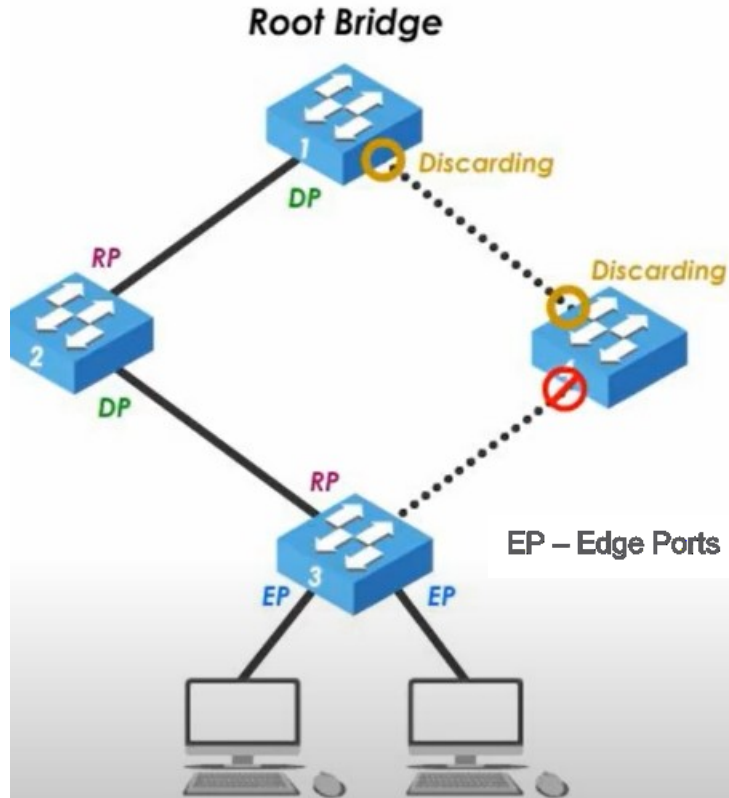 Root Bridge
1
Discarding
DP
RP
Discarding
2
DP
RP
EP – Edge Ports
3
EP
EP